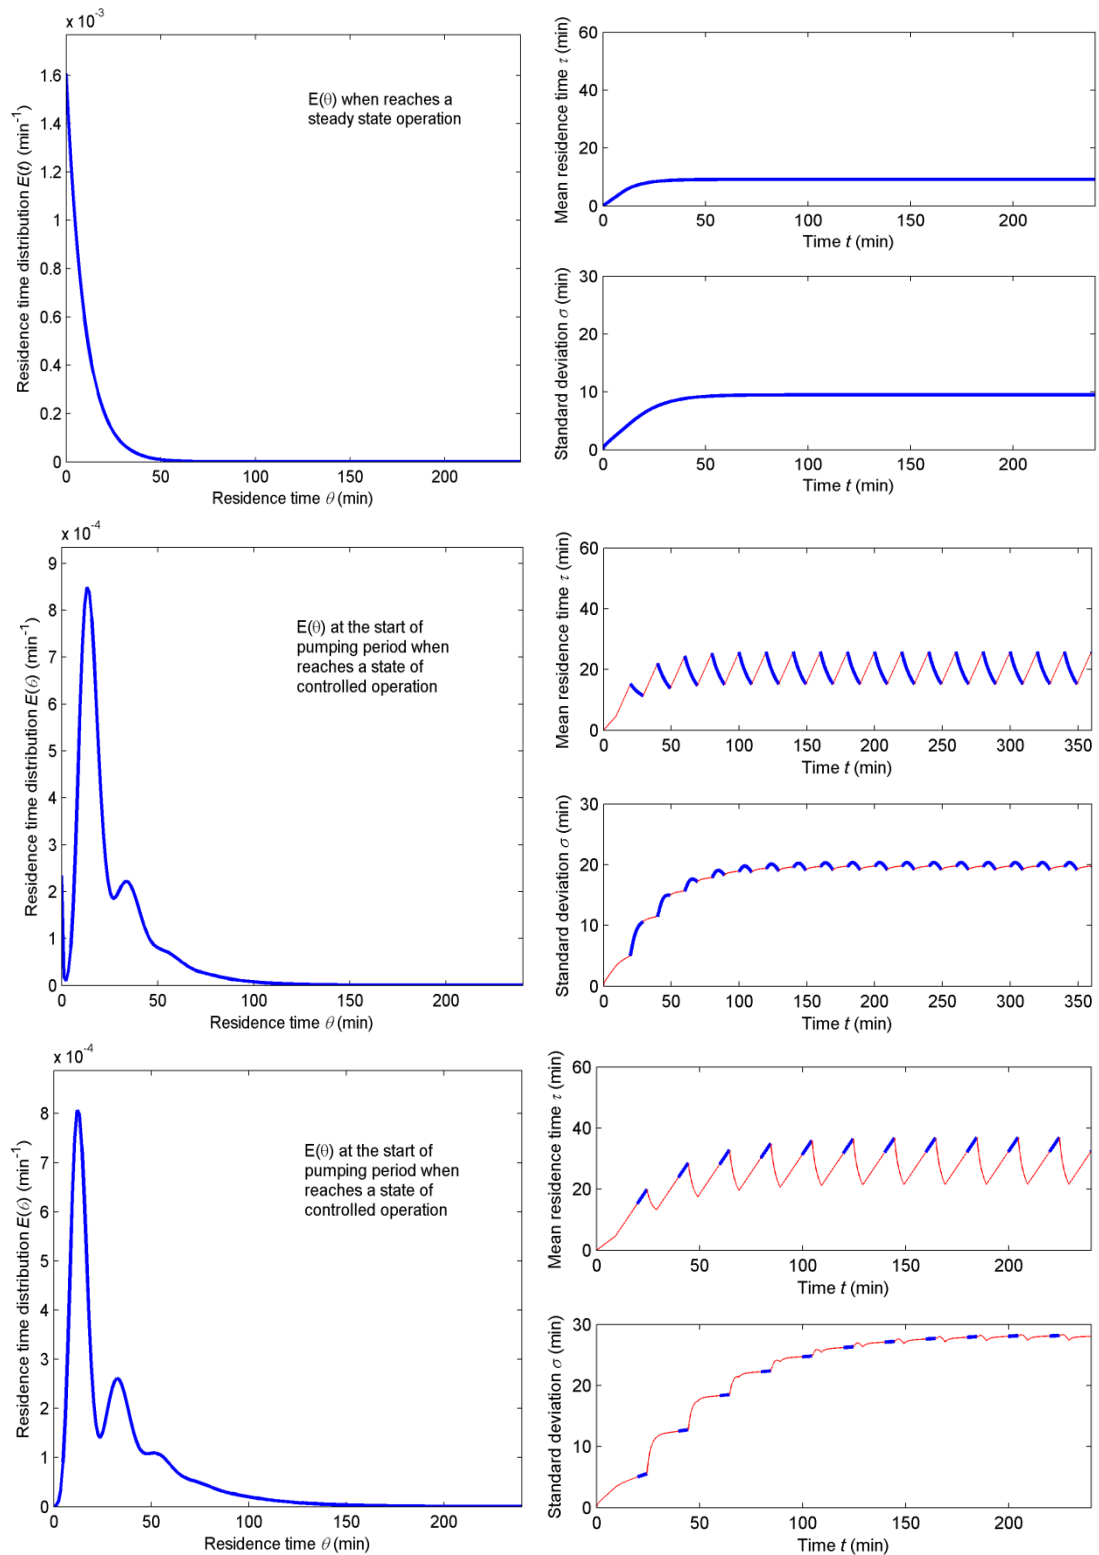 x 10⁻³
1.6
1.4
1.2
1
0.8
0.6
0.4
0.2
0
0 50 100 150 200
Residence time distribution E(t) (min⁻¹)
Residence time θ (min)
E(θ) when reaches a
steady state operation
60
40
20
0
0 50 100 150 200
Mean residence time τ (min)
Time t (min)
30
20
10
0
0 50 100 150 200
Standard deviation σ (min)
Time t (min)
x 10⁻⁴
9
8
7
6
5
4
3
2
1
0
0 50 100 150 200
Residence time distribution E(θ) (min⁻¹)
Residence time θ (min)
E(θ) at the start of
pumping period when
reaches a state of
controlled operation
60
40
20
0
0 50 100 150 200 250 300 350
Mean residence time τ (min)
Time t (min)
30
20
10
0
0 50 100 150 200 250 300 350
Standard deviation σ (min)
Time t (min)
x 10⁻⁴
8
7
6
5
4
3
2
1
0
0 50 100 150 200
Residence time distribution E(θ) (min⁻¹)
Residence time θ (min)
E(θ) at the start of
pumping period when
reaches a state of
controlled operation
60
40
20
0
0 50 100 150 200
Mean residence time τ (min)
Time t (min)
30
20
10
0
0 50 100 150 200
Standard deviation σ (min)
Time t (min)